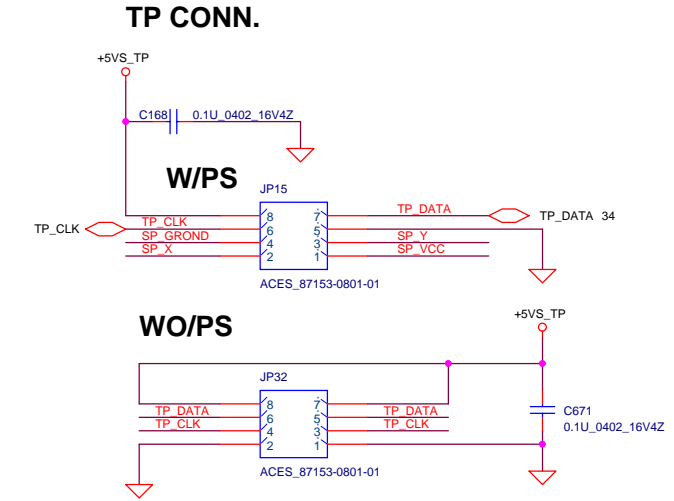 TP CONN.
+5VS_TP
C168 0.1U_0402_16V4Z
W/PS
JP15
TP_CLK
TP_CLK 8 7 TP_DATA
TP_DATA 34
SP_GROND 6 5
SP_X 4 3 SP_Y
2 1 SP_VCC
ACES_87153-0801-01
WO/PS
+5VS_TP
JP32
8 7
TP_DATA 6 5 TP_DATA
TP_CLK 4 3 TP_CLK
2 1
C671
0.1U_0402_16V4Z
ACES_87153-0801-01